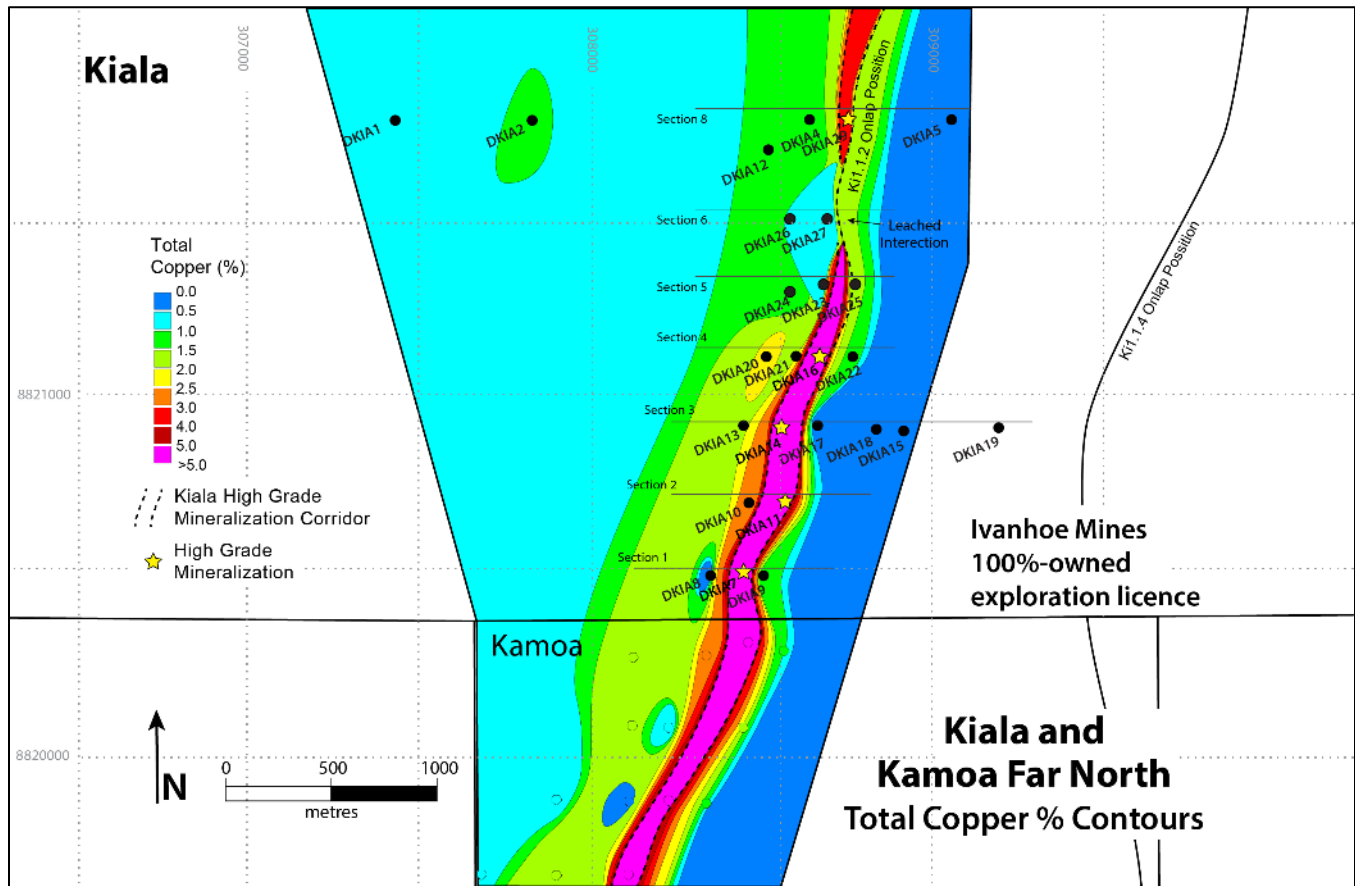 Kiala
307000
308000
309000
Section 8
DKIA1
DKIA2
DKIA4
DKIA29
DKIA5
DKIA12
Ki1.1.2 Onlap Possition
Section 6
DKIA26
DKIA27
Leached
Interection
Total
Copper (%)
0.0
0.5
1.0
1.5
2.0
2.5
3.0
4.0
5.0
>5.0
Section 5
DKIA24
DKIA23
DKIA25
Ki1.1.4 Onlap Possition
Section 4
DKIA20
DKIA21
DKIA16
DKIA22
8821000
Section 3
DKIA13
DKIA14
DKIA17
DKIA18
DKIA15
DKIA19
Kiala High Grade
Mineralization Corridor
High Grade
Mineralization
Section 2
DKIA10
DKIA11
Section 1
DKIA8
DKIA7
DKIA9
Ivanhoe Mines
100%-owned
exploration licence
Kamoa
8820000
N
0
500
1000
metres
Kiala and
Kamoa Far North
Total Copper % Contours